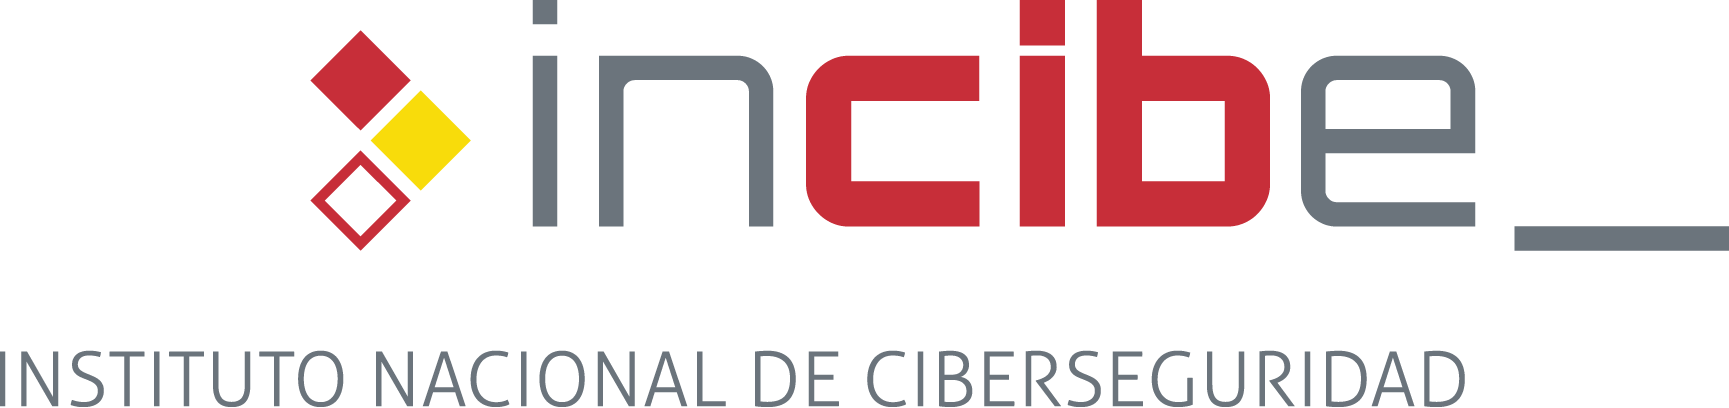 incibe_
INSTITUTO NACIONAL DE CIBERSEGURIDAD